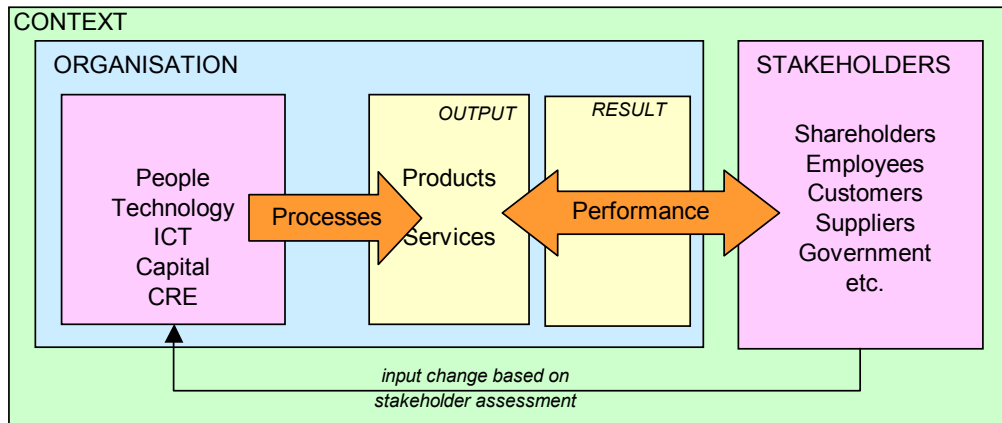 CONTEXT
ORGANISATION
People
Technology
ICT
Capital
CRE
Processes
OUTPUT
Products
Services
RESULT
Performance
STAKEHOLDERS
Shareholders
Employees
Customers
Suppliers
Government
etc.
input change based on
stakeholder assessment